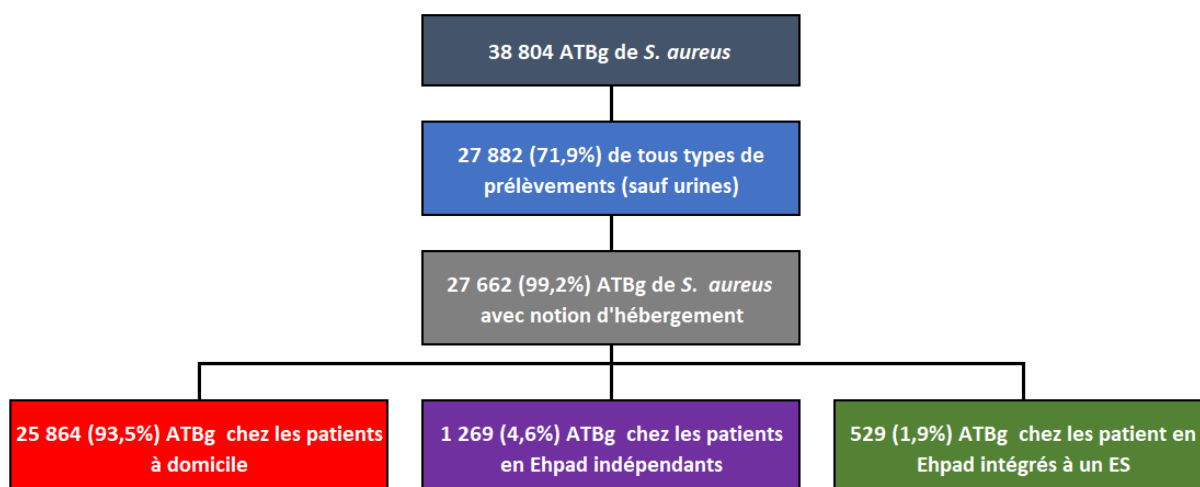 38 804 ATBg de S. aureus
27 882 (71,9%) de tous types de
prélèvements (sauf urines)
27 662 (99,2%) ATBg de S. aureus
avec notion d'hébergement
25 864 (93,5%) ATBg chez les patients
à domicile
1 269 (4,6%) ATBg chez les patients
en Ehpad indépendants
529 (1,9%) ATBg chez les patient en
Ehpad intégrés à un ES